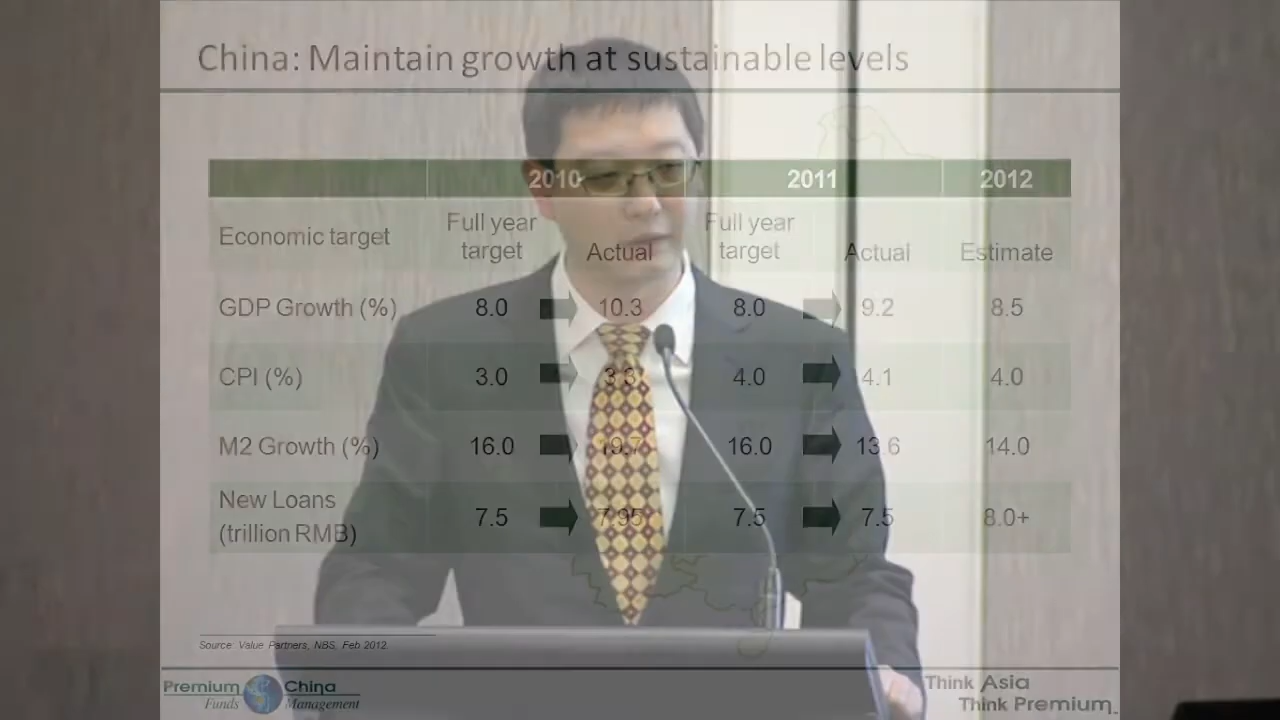 China: Maintain growth at sustainable levels
2010 2011 2012
Economic target Full year target Actual Full year target Actual Estimate
GDP Growth (%) 8.0 10.3 8.0 9.2 8.5
CPI (%) 3.0 3.3 4.0 4.1 4.0
M2 Growth (%) 16.0 19.7 16.0 13.6 14.0
New Loans
(trillion RMB) 7.5 7.95 7.5 7.5 8.0+
Source: Value Partners, NBS, Feb 2012.
Premium China
Funds Management
Think Asia
Think Premium